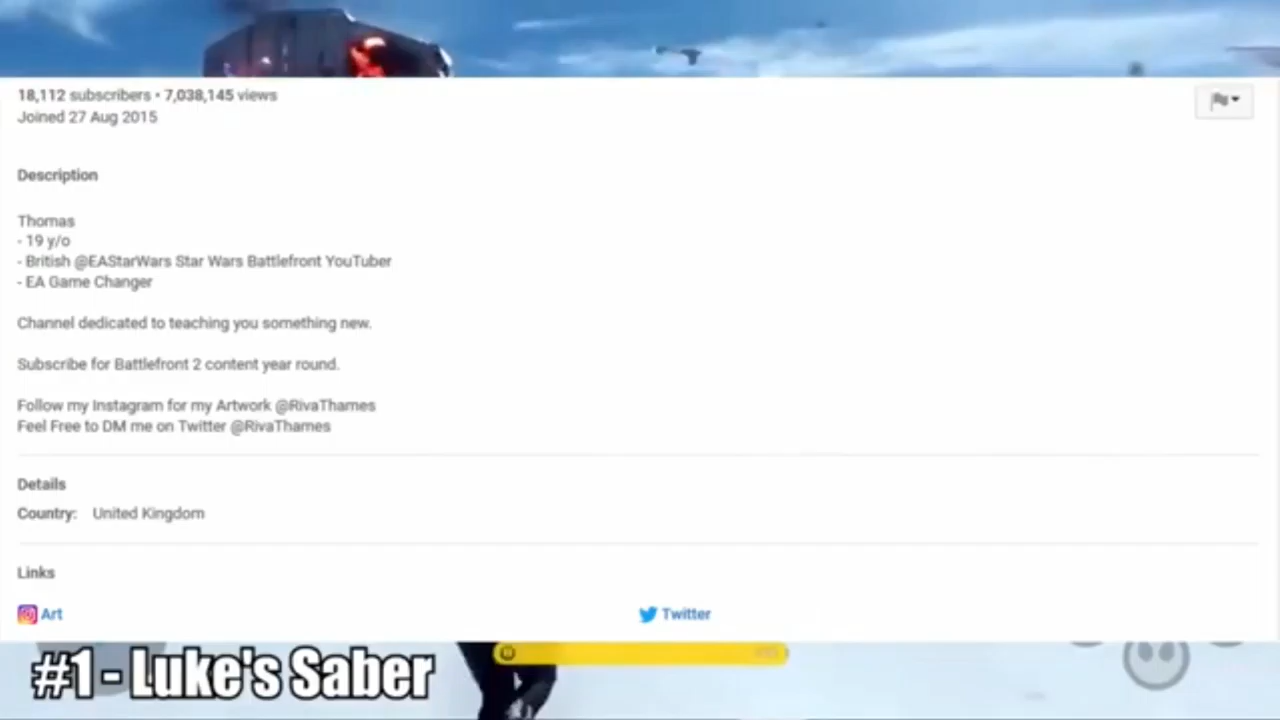 18,112 subscribers • 7,038,145 views
Joined 27 Aug 2015
Description
Thomas
- 19 y/o
- British @EAStarWars Star Wars Battlefront YouTuber
- EA Game Changer
Channel dedicated to teaching you something new.
Subscribe for Battlefront 2 content year round.
Follow my Instagram for my Artwork @RivaThames
Feel Free to DM me on Twitter @RivaThames
Details
Country: United Kingdom
Links
Art
Twitter
#1 - Luke's Saber